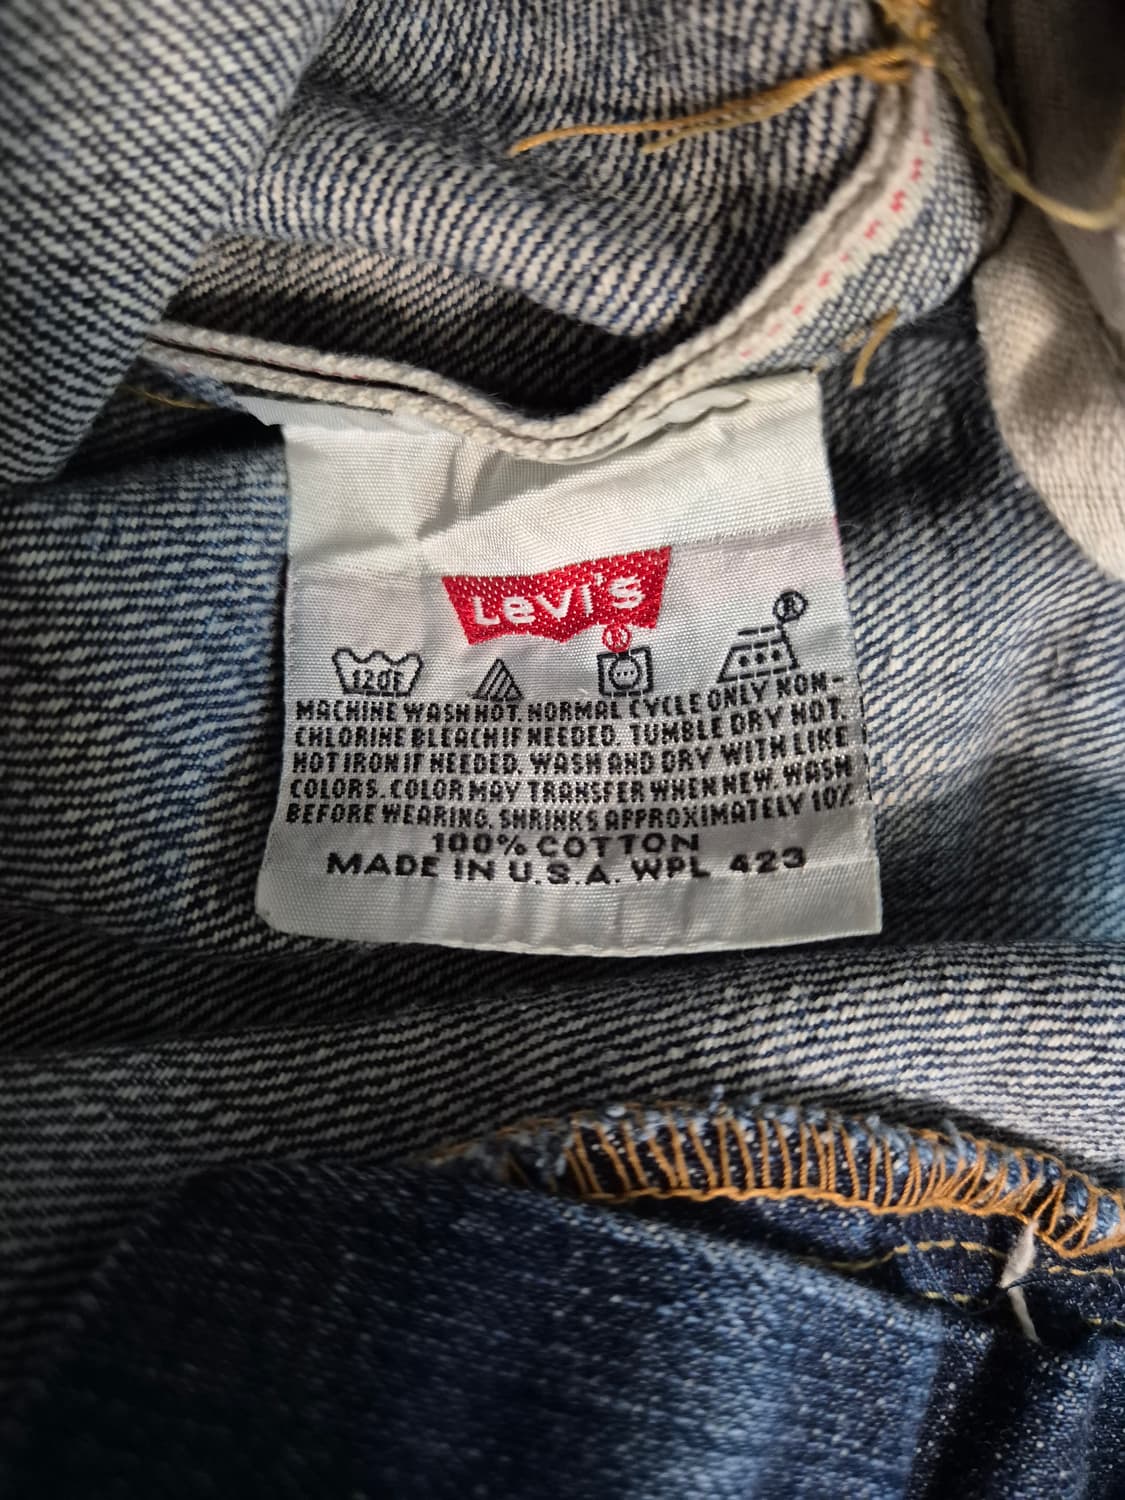 Levi's
®
®
120F
MACHINE WASH HOT. NORMAL CYCLE ONLY NON-
CHLORINE BLEACH IF NEEDED. TUMBLE DRY HOT.
HOT IRON IF NEEDED. WASH AND DRY WITH LIKE
COLORS. COLOR MAY TRANSFER WHEN NEW. WASH
BEFORE WEARING. SHRINKS APPROXIMATELY 10%
100% COTTON
MADE IN U.S.A. WPL 423